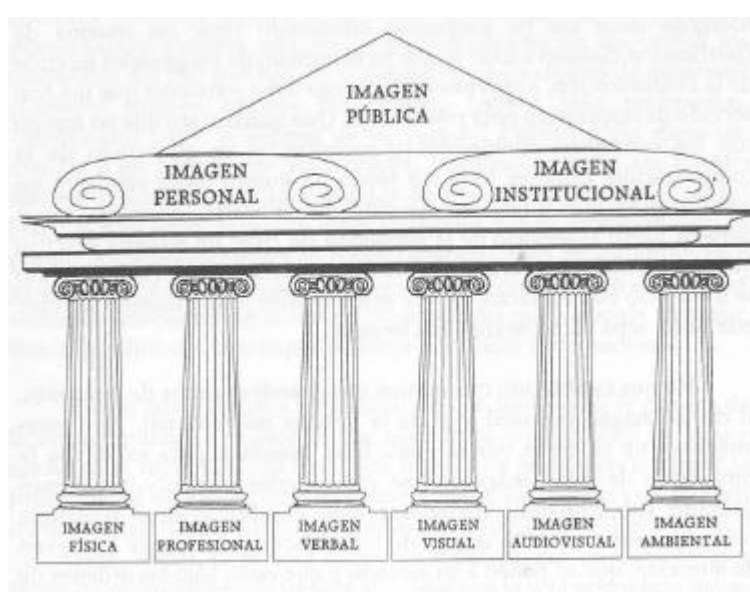 IMAGEN
PÚBLICA
IMAGEN
PERSONAL
IMAGEN
INSTITUCIONAL
IMAGEN
FÍSICA
IMAGEN
PROFESIONAL
IMAGEN
VERBAL
IMAGEN
VISUAL
IMAGEN
AUDIOVISUAL
IMAGEN
AMBIENTAL